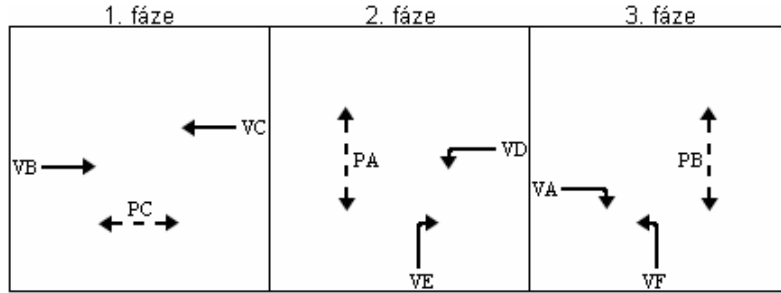 1. fáze 2. fáze 3. fáze
VC
VB
PC
PA
VD
VE
PB
VA
VF